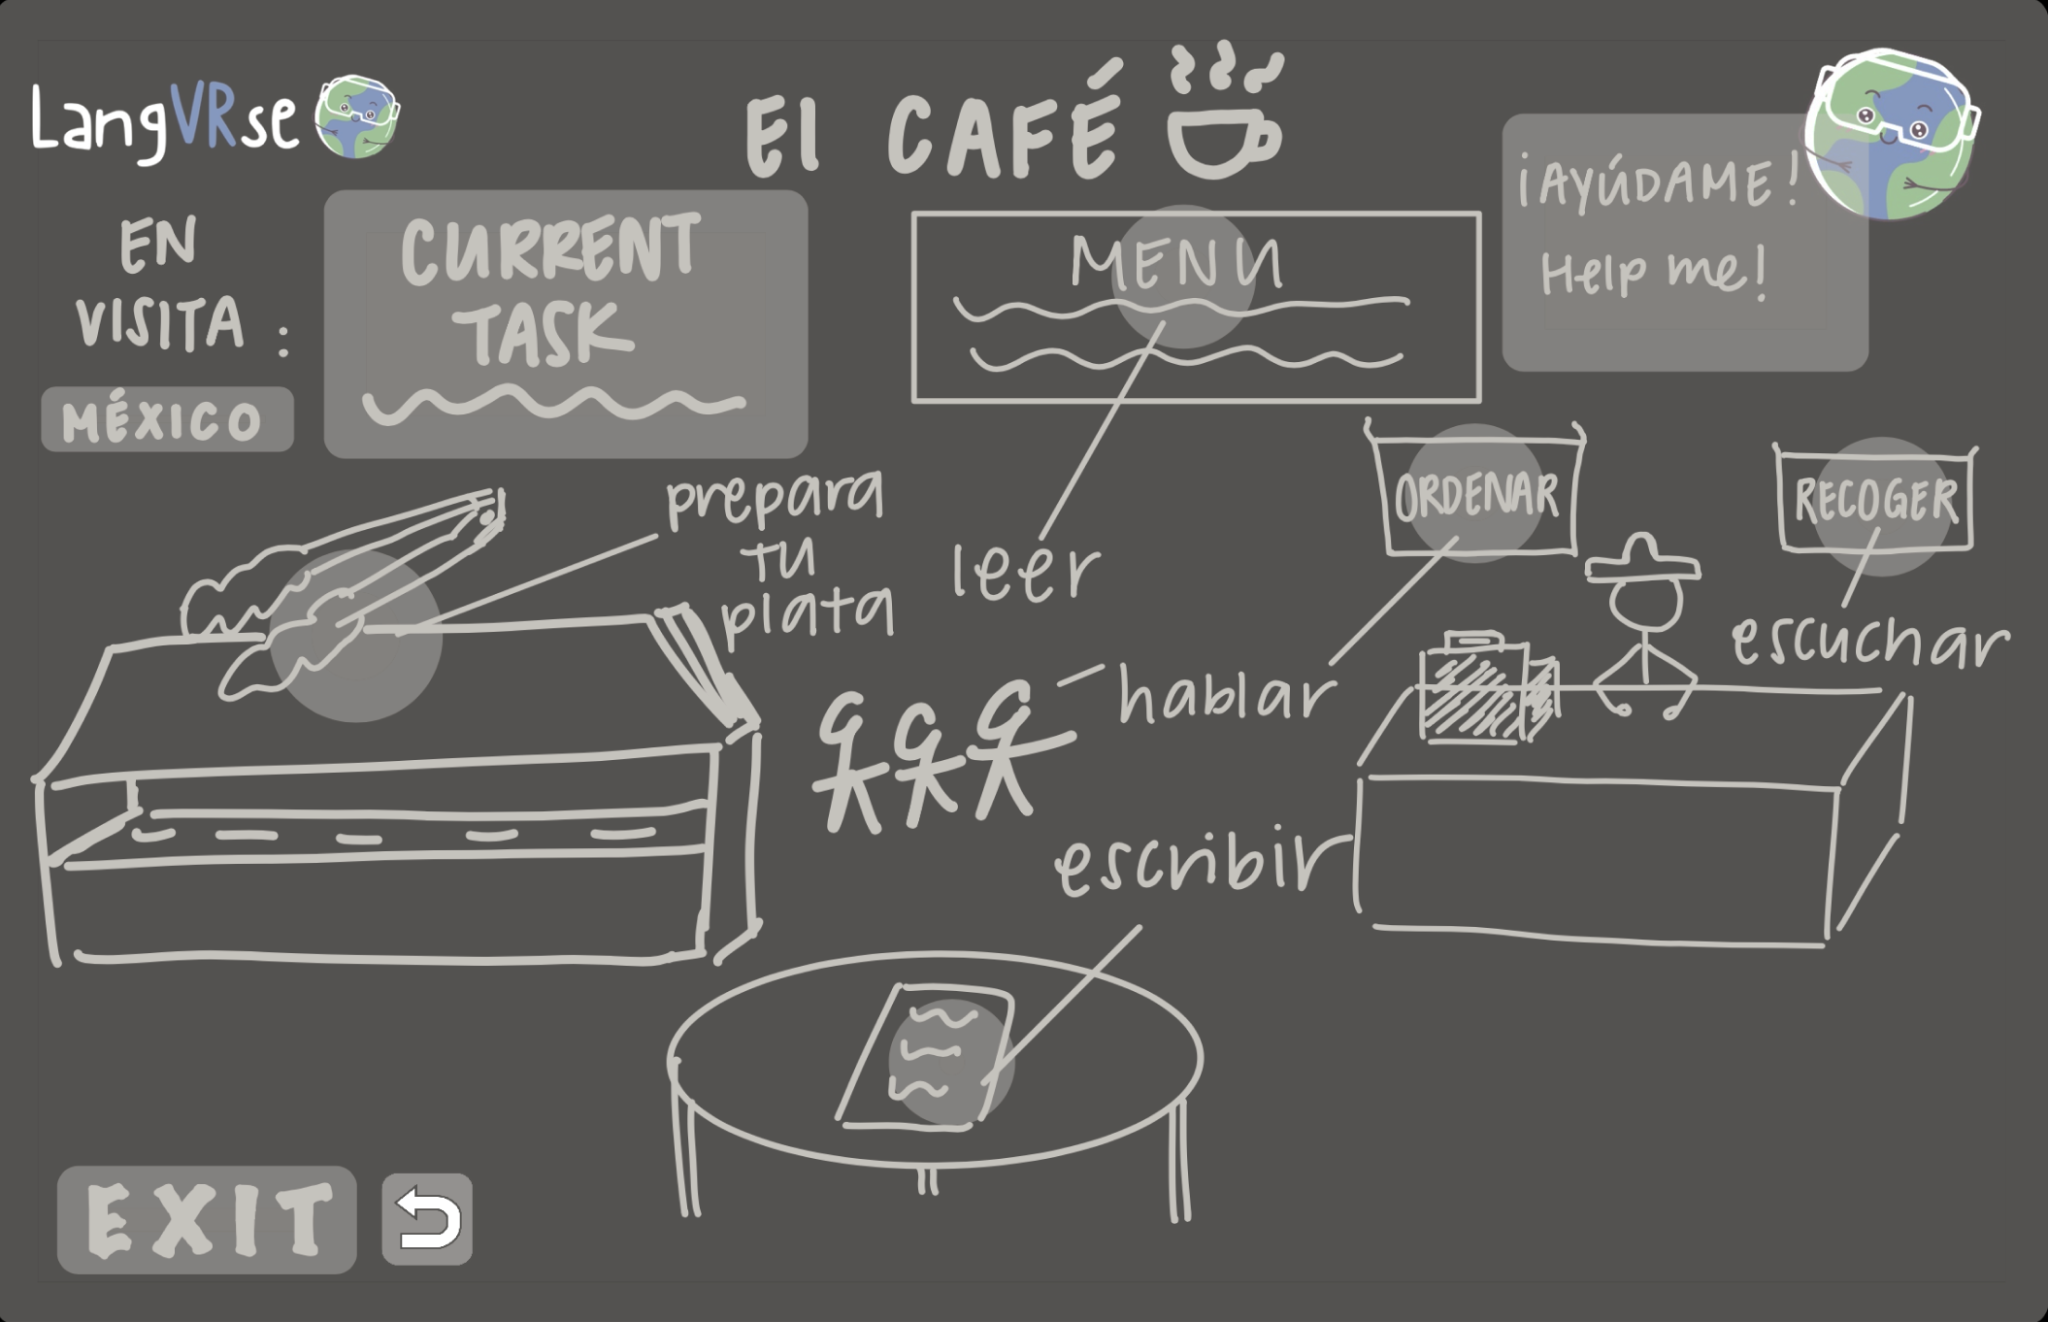 LangVRse
El CAFÉ
EN
VISITA :
MÉXICO
CURRENT
TASK
MENU
¡AYÚDAME!
Help me!
prepara
tu
plata
leer
ORDENAR
RECOGER
escuchar
hablar
escribir
EXIT